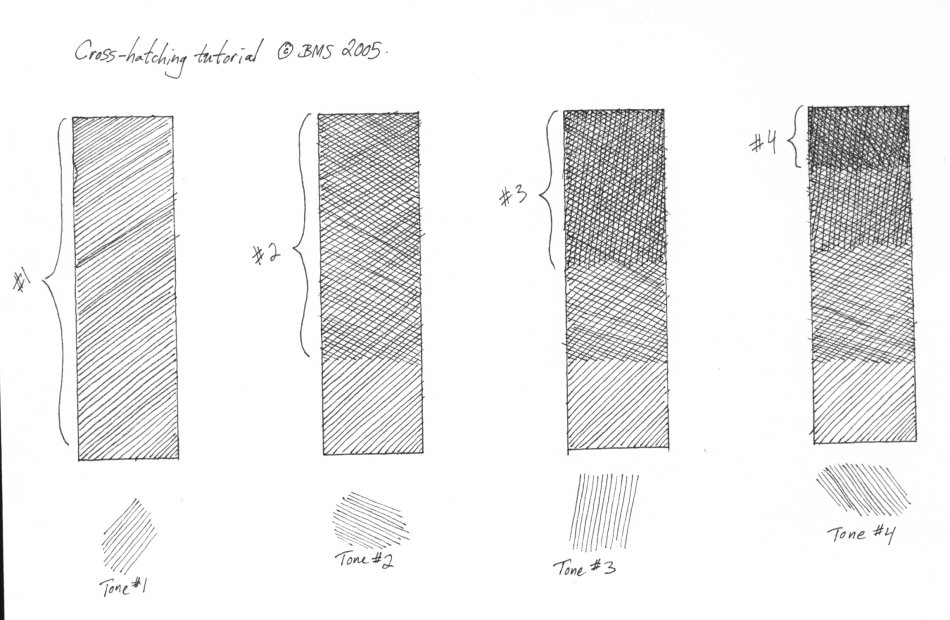 Cross-hatching tutorial © BMS 2005.
#1
#2
#3
#4
Tone #1
Tone #2
Tone #3
Tone #4